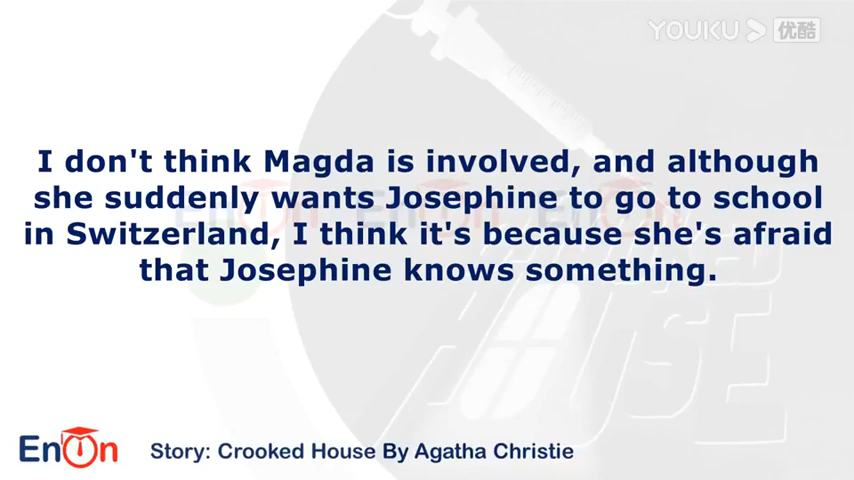 YOUKU 优酷
I don't think Magda is involved, and although
she suddenly wants Josephine to go to school
in Switzerland, I think it's because she's afraid
that Josephine knows something.
EnOn
Story: Crooked House By Agatha Christie